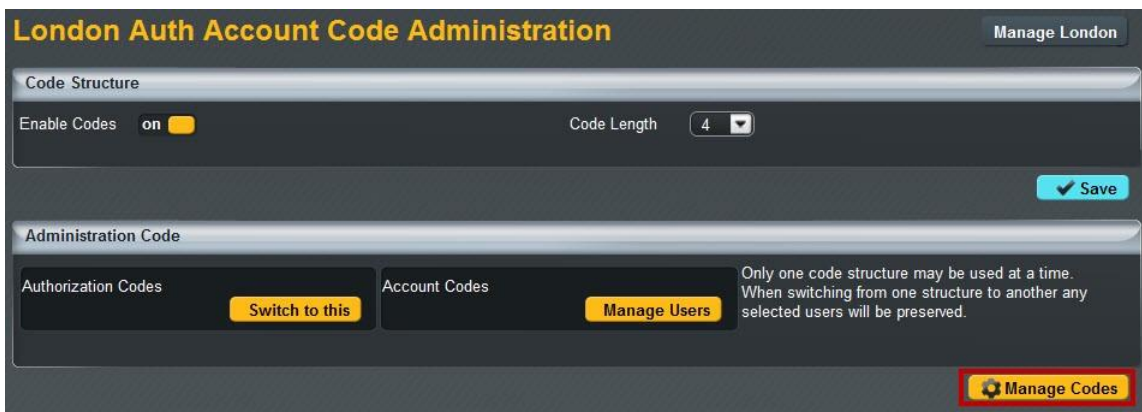 London Auth Account Code Administration
Manage London
Code Structure
Enable Codes on
Code Length 4
Save
Administration Code
Authorization Codes
Switch to this
Account Codes
Manage Users
Only one code structure may be used at a time.
When switching from one structure to another any
selected users will be preserved.
Manage Codes